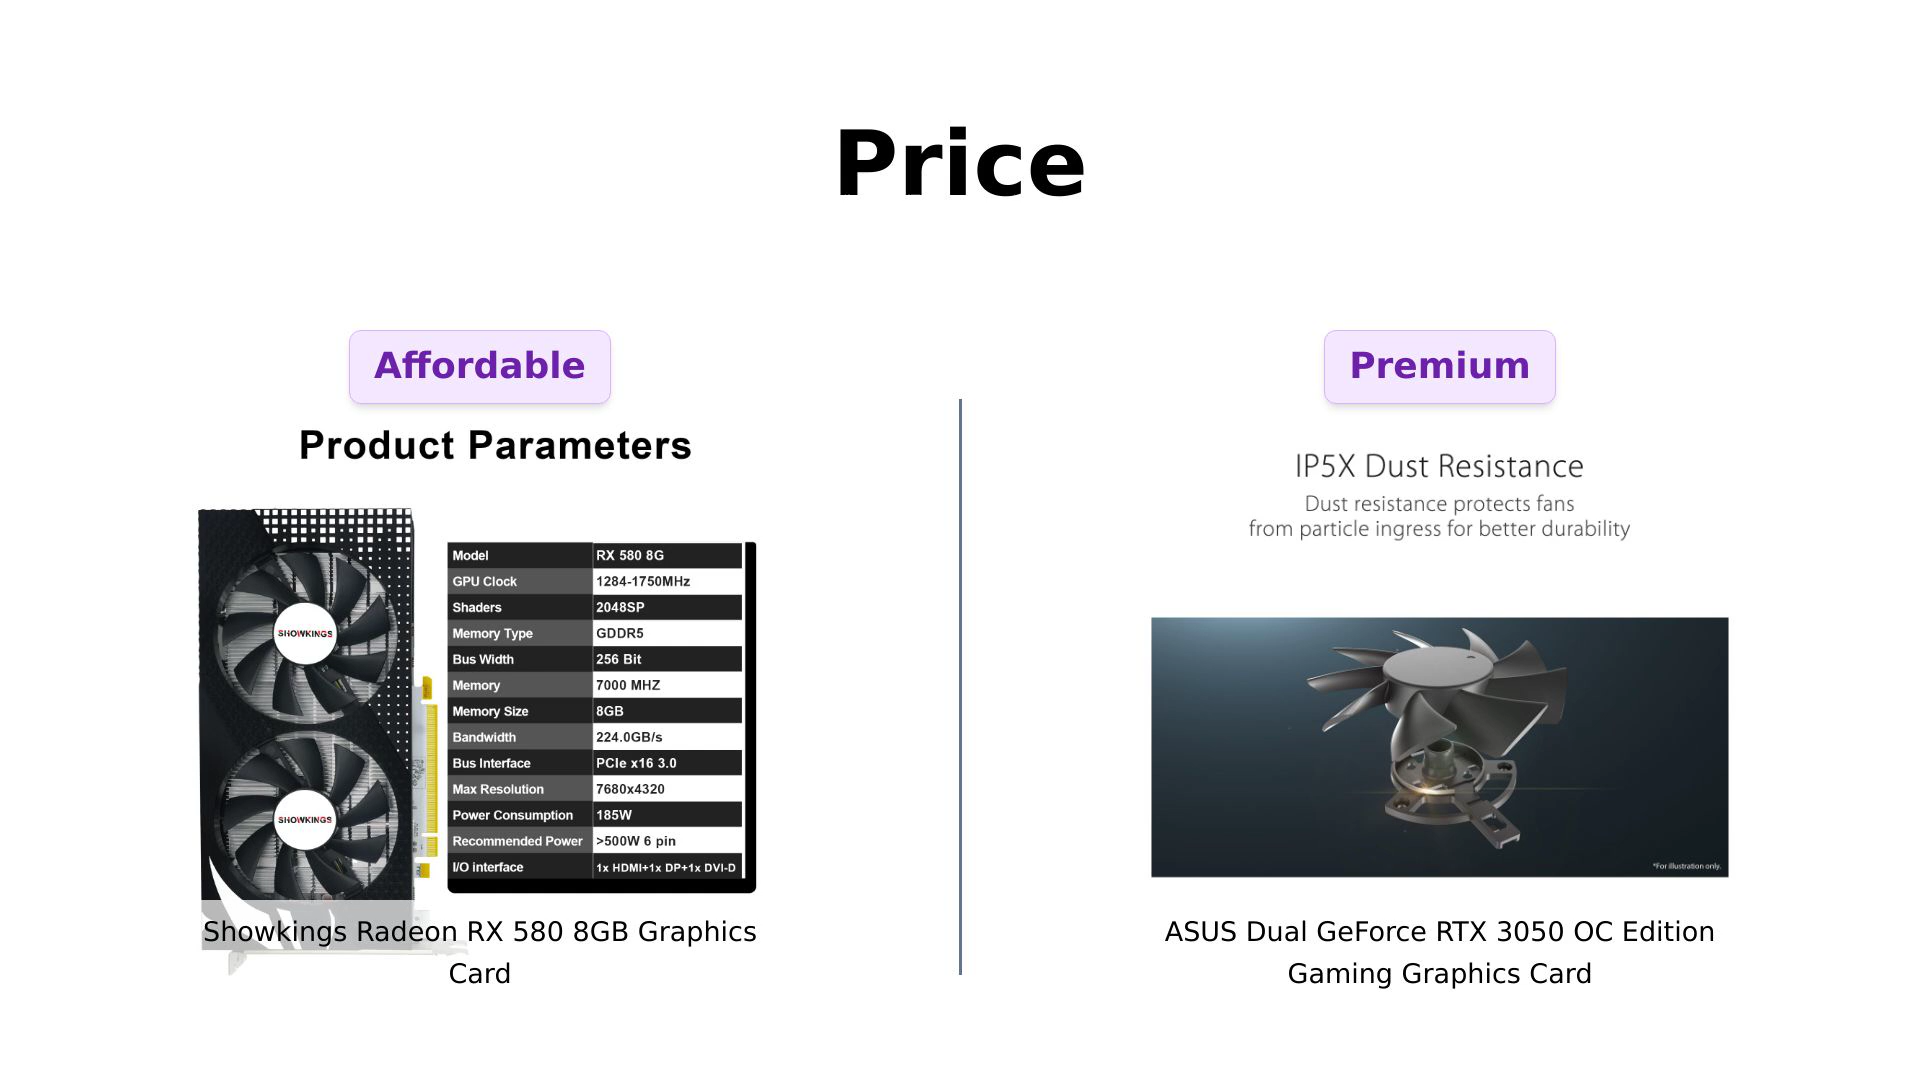 Price
Affordable
Product Parameters
SHOWKINGS
SHOWKINGS
Model RX 580 8G
GPU Clock 1284-1750MHz
Shaders 2048SP
Memory Type GDDR5
Bus Width 256 Bit
Memory 7000 MHZ
Memory Size 8GB
Bandwidth 224.0GB/s
Bus Interface PCIe x16 3.0
Max Resolution 7680x4320
Power Consumption 185W
Recommended Power >500W 6 pin
I/O interface 1x HDMI+1x DP+1x DVI-D
Showkings Radeon RX 580 8GB Graphics
Card
Premium
IP5X Dust Resistance
Dust resistance protects fans
from particle ingress for better durability
*For illustration only.
ASUS Dual GeForce RTX 3050 OC Edition
Gaming Graphics Card